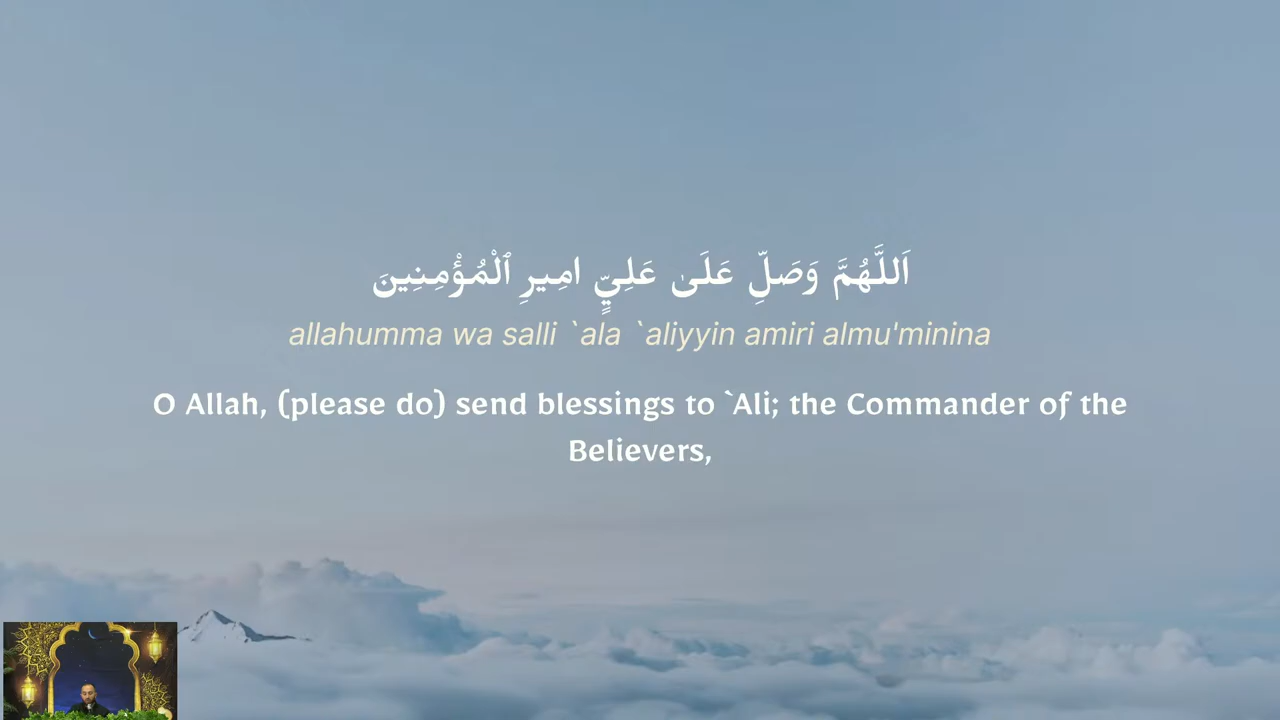 اَللَّهُمَّ وَصَلِّ عَلَىٰ عَلِيٍّ امِيرِ ٱلْمُؤْمِنِينَ
allahumma wa salli `ala `aliyyin amiri almu'minina
O Allah, (please do) send blessings to `Ali; the Commander of the
Believers,